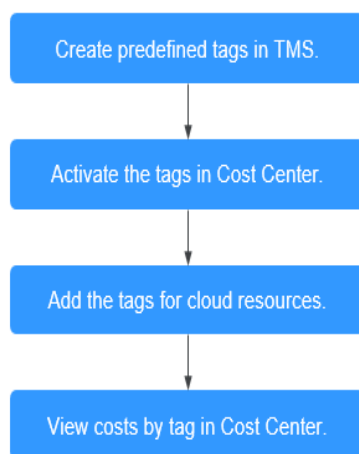 Create predefined tags in TMS.
Activate the tags in Cost Center.
Add the tags for cloud resources.
View costs by tag in Cost Center.